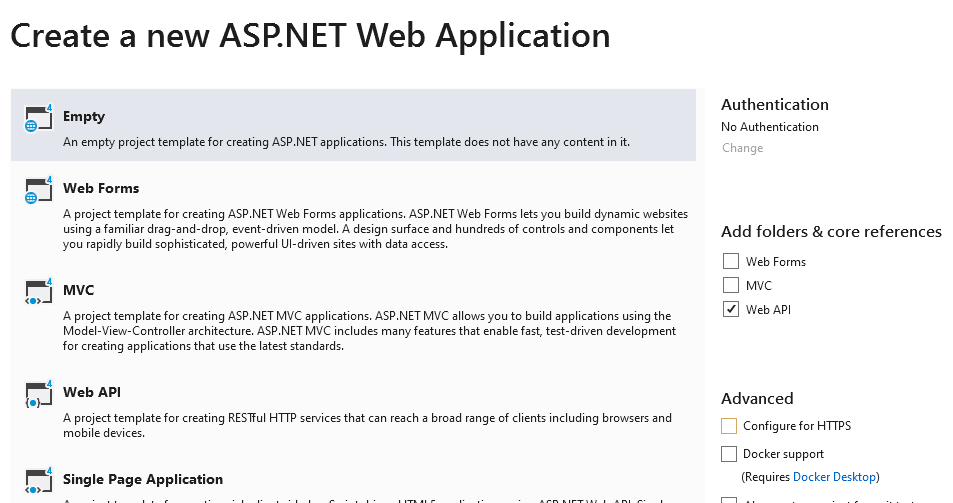 Create a new ASP.NET Web Application
Empty
An empty project template for creating ASP.NET applications. This template does not have any content in it.
Web Forms
A project template for creating ASP.NET Web Forms applications. ASP.NET Web Forms lets you build dynamic websites
using a familiar drag-and-drop, event-driven model. A design surface and hundreds of controls and components let
you rapidly build sophisticated, powerful UI-driven sites with data access.
MVC
A project template for creating ASP.NET MVC applications. ASP.NET MVC allows you to build applications using the
Model-View-Controller architecture. ASP.NET MVC includes many features that enable fast, test-driven development
for creating applications that use the latest standards.
Web API
A project template for creating RESTful HTTP services that can reach a broad range of clients including browsers and
mobile devices.
Single Page Application
Authentication
No Authentication
Change
Add folders & core references
Web Forms
MVC
Web API
Advanced
Configure for HTTPS
Docker support
(Requires Docker Desktop)